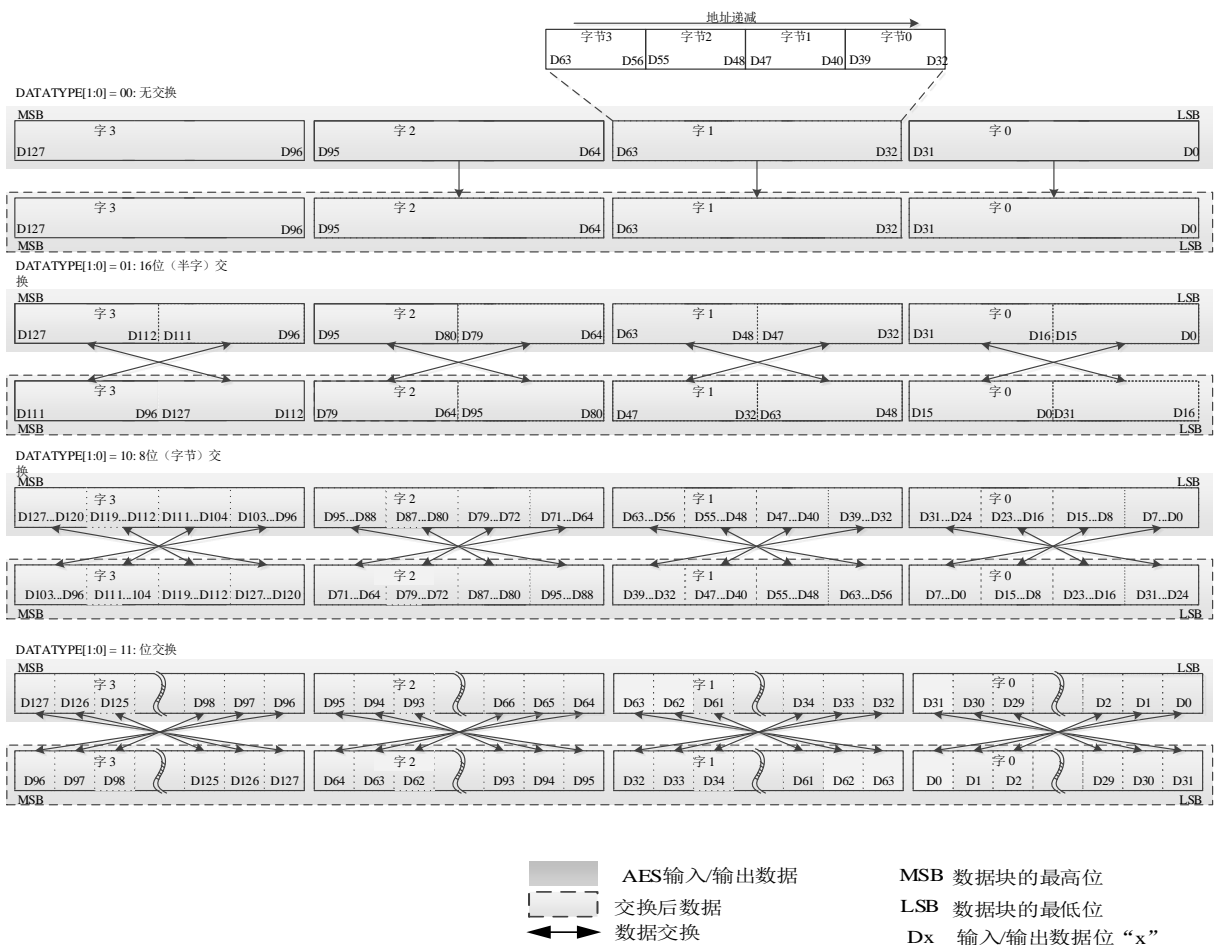 地址递减
字节3 字节2 字节1 字节0
D63 D56 D55 D48 D47 D40 D39 D32
DATATYPE[1:0] = 00: 无交换
MSB LSB
字 3 字 2 字 1 字 0
D127 D96 D95 D64 D63 D32 D31 D0
字 3 字 2 字 1 字 0
D127 D96 D95 D64 D63 D32 D31 D0
MSB LSB
DATATYPE[1:0] = 01: 16位（半字）交
换
MSB LSB
字 3 字 2 字 1 字 0
D127 D112 D111 D96 D95 D80 D79 D64 D63 D48 D47 D32 D31 D16 D15 D0
字 3 字 2 字 1 字 0
D111 D96 D127 D112 D79 D64 D95 D80 D47 D32 D63 D48 D15 D0 D31 D16
MSB LSB
DATATYPE[1:0] = 10: 8位（字节）交
换
MSB LSB
字 3 字 2 字 1 字 0
D127...D120 D119...D112 D111...D104 D103...D96 D95...D88 D87...D80 D79...D72 D71...D64 D63...D56 D55...D48 D47...D40 D39...D32 D31...D24 D23...D16 D15...D8 D7...D0
字 3 字 2 字 1 字 0
D103...D96 D111...104 D119...D112 D127...D120 D71...D64 D79...D72 D87...D80 D95...D88 D39...D32 D47...D40 D55...D48 D63...D56 D7...D0 D15...D8 D23...D16 D31...D24
MSB LSB
DATATYPE[1:0] = 11: 位交换
MSB LSB
字 3 字 2 字 1 字 0
D127 D126 D125 D98 D97 D96 D95 D94 D93 D66 D65 D64 D63 D62 D61 D34 D33 D32 D31 D30 D29 D2 D1 D0
字 3 字 2 字 1 字 0
D96 D97 D98 D125 D126 D127 D64 D63 D62 D93 D94 D95 D32 D33 D34 D61 D62 D63 D0 D1 D2 D29 D30 D31
MSB LSB
AES输入/输出数据 MSB 数据块的最高位
交换后数据 LSB 数据块的最低位
数据交换 Dx 输入/输出数据位“x”